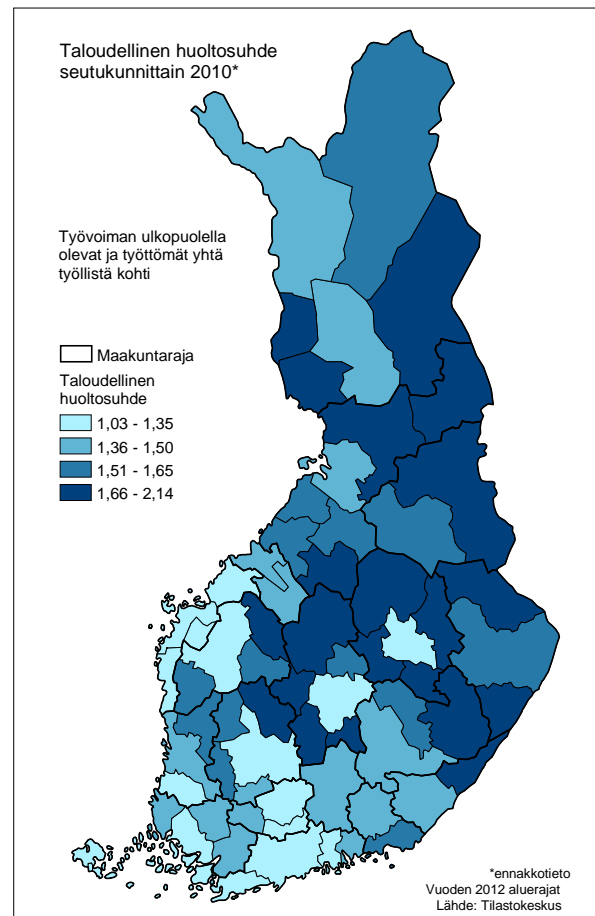 Taloudellinen huoltosuhde
seutukunnittain 2010*
Työvoiman ulkopuolella
olevat ja työttömät yhtä
työllistä kohti
Maakuntaraja
Taloudellinen
huoltosuhde
1,03 - 1,35
1,36 - 1,50
1,51 - 1,65
1,66 - 2,14
*ennakkotieto
Vuoden 2012 aluerajat
Lähde: Tilastokeskus